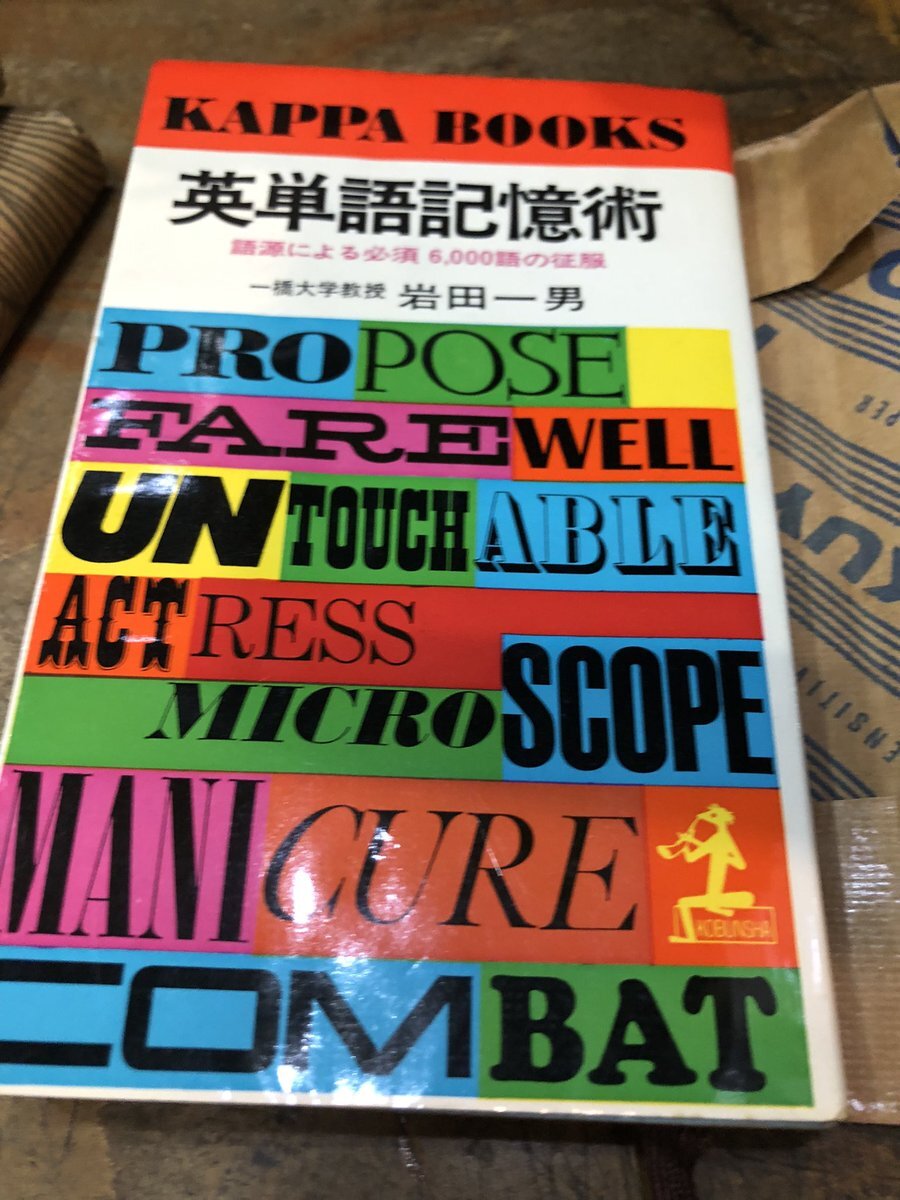 KAPPA BOOKS
英単語記憶術
語源による必須 6,000語の征服
一橋大学教授 岩田一男
PROPOSE
FAREWELL
UNTOUCHABLE
ACTRESS
MICROSCOPE
MANICURE
KOBUNSHA
COMBAT